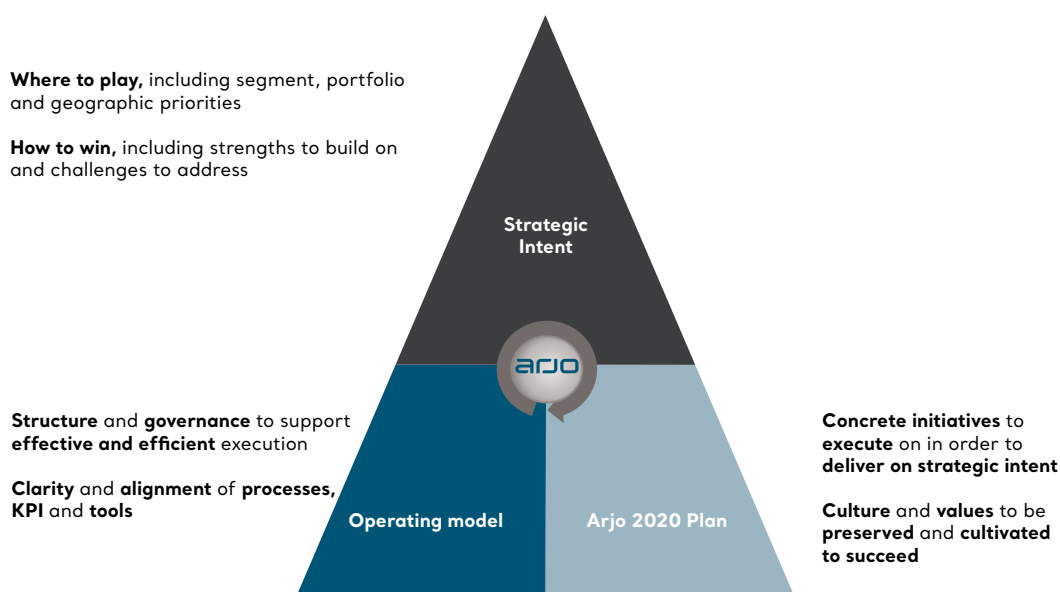 Where to play, including segment, portfolio
and geographic priorities
How to win, including strengths to build on
and challenges to address
Strategic
Intent
arjo
Structure and governance to support
effective and efficient execution
Clarity and alignment of processes,
KPI and tools
Operating model
Arjo 2020 Plan
Concrete initiatives to
execute on in order to
deliver on strategic intent
Culture and values to be
preserved and cultivated
to succeed